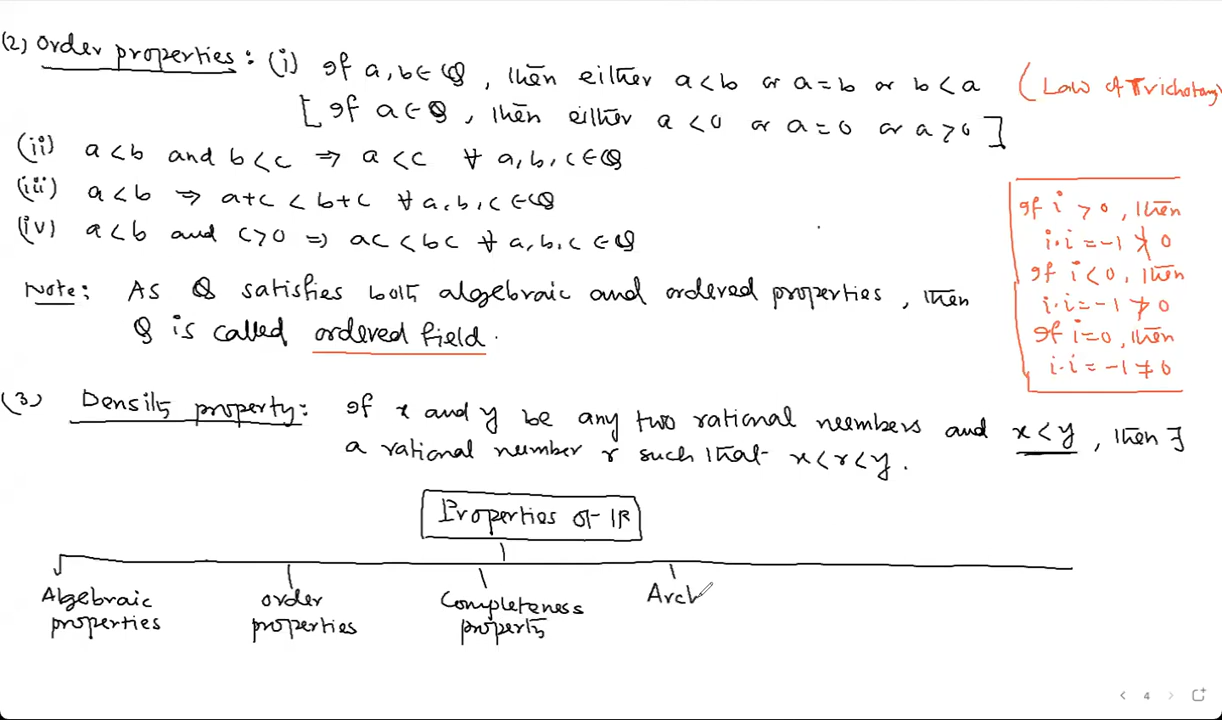 (2) Order properties: (i) If a, b ∈ Q, then either a < b or a = b or b < a (Law of Trichotomy
[If a ∈ Q, then either a < 0 or a = 0 or a > 0]
(ii) a < b and b < c ⇒ a < c ∀ a, b, c ∈ Q
(iii) a < b ⇒ a+c < b+c ∀ a, b, c ∈ Q
(iv) a < b and c > 0 ⇒ ac < bc ∀ a, b, c ∈ Q
If i > 0, then
i·i = -1 ≯ 0
If i < 0, then
i·i = -1 ≯ 0
If i = 0, then
i·i = -1 ≠ 0
Note: As Q satisfies both algebraic and ordered properties, then
Q is called ordered field.
(3) Density property: If x and y be any two rational numbers and x < y, then ∃
a rational number r such that x < r < y.
Properties of IR
Algebraic properties
order properties
Completeness property
Arch
4